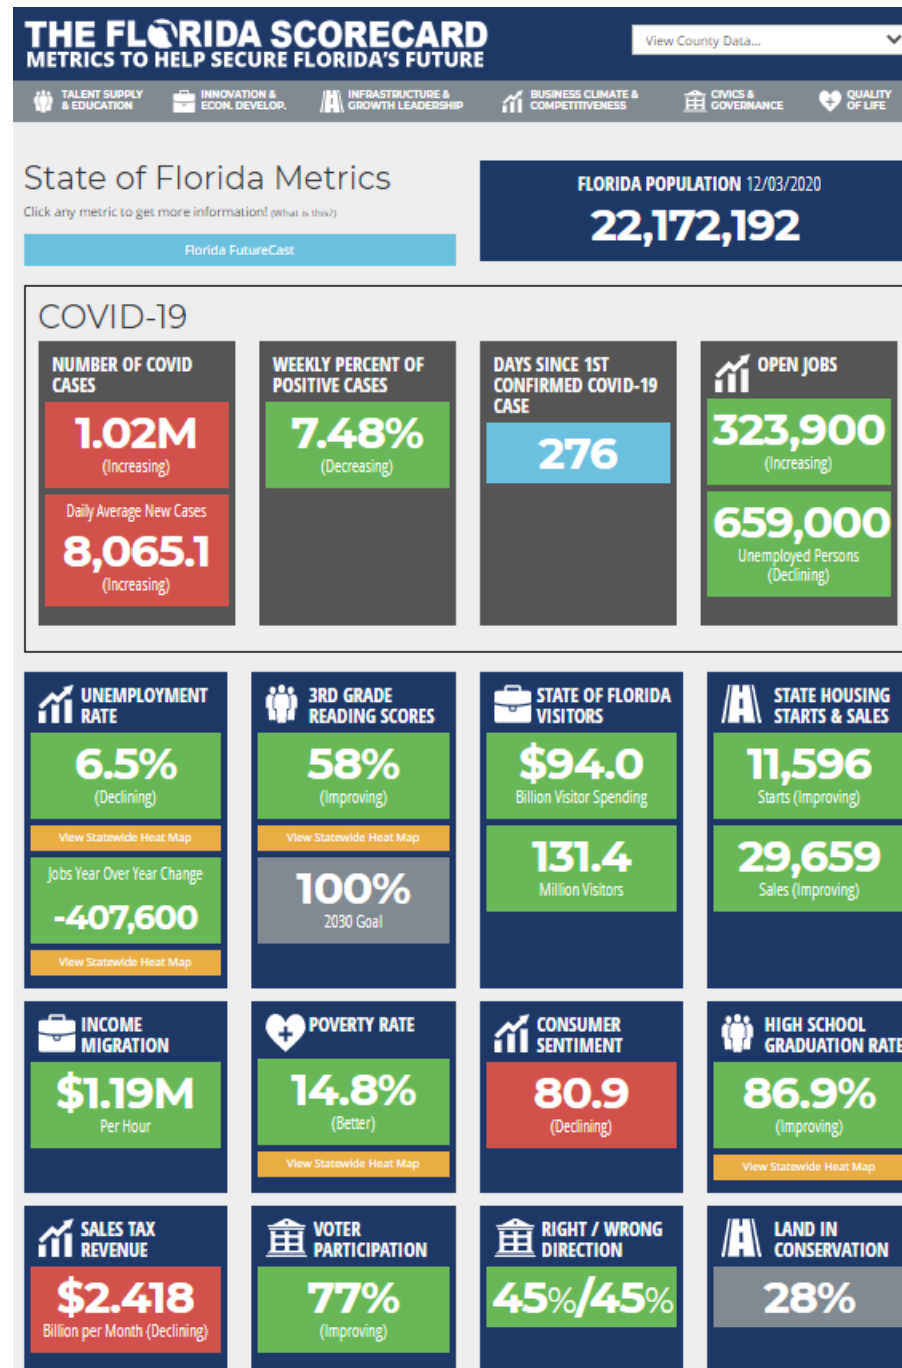 THE FLORIDA SCORECARD
METRICS TO HELP SECURE FLORIDA'S FUTURE
View County Data...
TALENT SUPPLY
& EDUCATION
INNOVATION &
ECON. DEVELOP.
INFRASTRUCTURE &
GROWTH LEADERSHIP
BUSINESS CLIMATE &
COMPETITIVENESS
CIVICS &
GOVERNANCE
QUALITY
OF LIFE
State of Florida Metrics
Click any metric to get more information! (What is this?)
Florida FutureCast
FLORIDA POPULATION 12/03/2020
22,172,192
COVID-19
NUMBER OF COVID
CASES
1.02M
(Increasing)
Daily Average New Cases
8,065.1
(Increasing)
WEEKLY PERCENT OF
POSITIVE CASES
7.48%
(Decreasing)
DAYS SINCE 1ST
CONFIRMED COVID-19
CASE
276
OPEN JOBS
323,900
(Increasing)
659,000
Unemployed Persons
(Declining)
UNEMPLOYMENT
RATE
6.5%
(Declining)
View Statewide Heat Map
Jobs Year Over Year Change
-407,600
View Statewide Heat Map
3RD GRADE
READING SCORES
58%
(Improving)
View Statewide Heat Map
100%
2030 Goal
STATE OF FLORIDA
VISITORS
$94.0
Billion Visitor Spending
131.4
Million Visitors
STATE HOUSING
STARTS & SALES
11,596
Starts (Improving)
29,659
Sales (Improving)
INCOME
MIGRATION
$1.19M
Per Hour
POVERTY RATE
14.8%
(Better)
View Statewide Heat Map
CONSUMER
SENTIMENT
80.9
(Declining)
HIGH SCHOOL
GRADUATION RATE
86.9%
(Improving)
View Statewide Heat Map
SALES TAX
REVENUE
$2.418
Billion per Month (Declining)
VOTER
PARTICIPATION
77%
(Improving)
RIGHT / WRONG
DIRECTION
45%/45%
LAND IN
CONSERVATION
28%